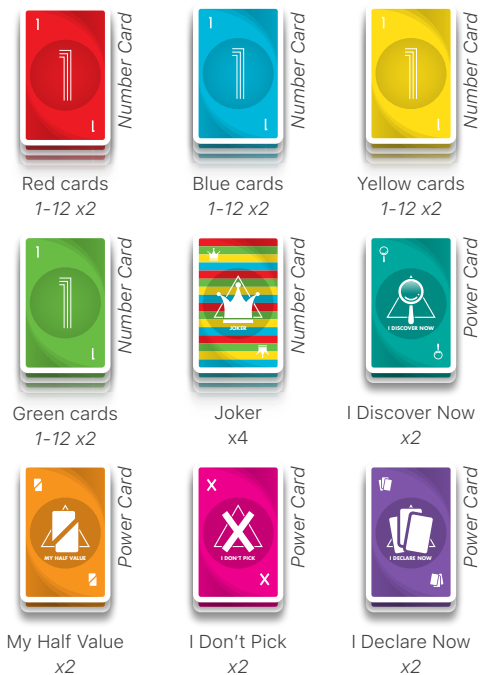 1
1
Number Card
1
1
Number Card
1
1
Number Card
Red cards
1-12 x2
Blue cards
1-12 x2
Yellow cards
1-12 x2
1
1
Number Card
JOKER
Number Card
I DISCOVER NOW
Power Card
Green cards
1-12 x2
Joker
x4
I Discover Now
x2
MY HALF VALUE
Power Card
X
I DON'T PICK
X
Power Card
I DECLARE NOW
Power Card
My Half Value
x2
I Don't Pick
x2
I Declare Now
x2